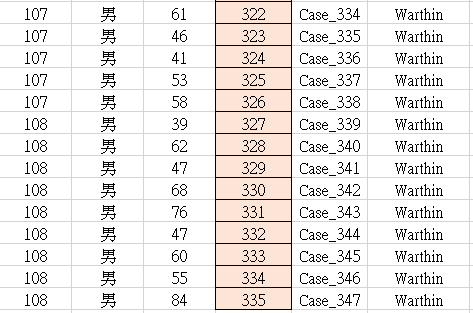 107 男 61 322 Case_334 Warthin
107 男 46 323 Case_335 Warthin
107 男 41 324 Case_336 Warthin
107 男 53 325 Case_337 Warthin
107 男 58 326 Case_338 Warthin
108 男 39 327 Case_339 Warthin
108 男 62 328 Case_340 Warthin
108 男 47 329 Case_341 Warthin
108 男 68 330 Case_342 Warthin
108 男 76 331 Case_343 Warthin
108 男 47 332 Case_344 Warthin
108 男 60 333 Case_345 Warthin
108 男 55 334 Case_346 Warthin
108 男 84 335 Case_347 Warthin